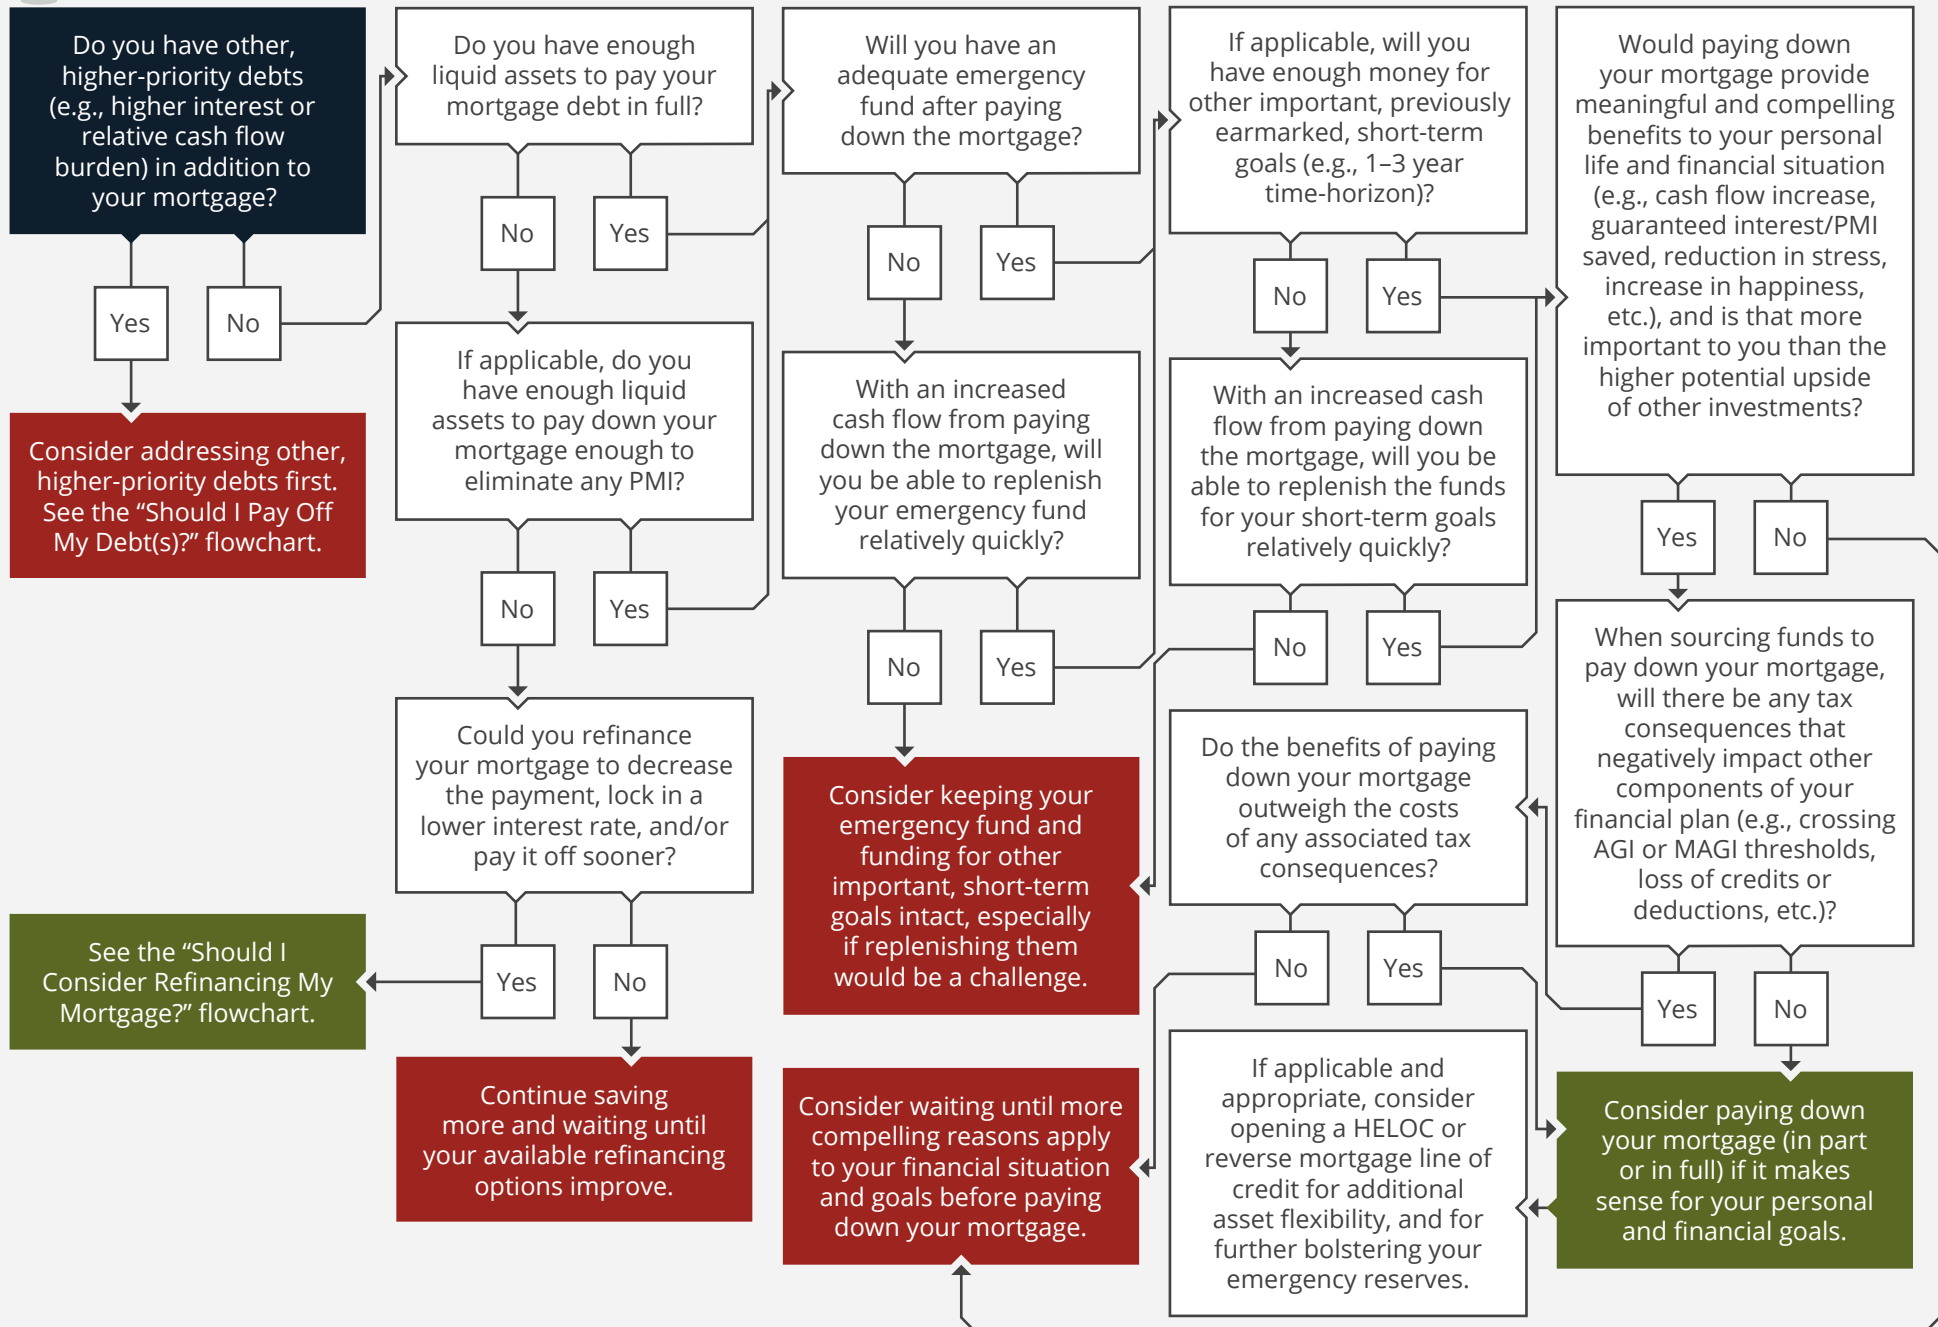 Do you have other,
higher-priority debts
(e.g., higher interest or
relative cash flow
burden) in addition to
your mortgage?
Yes
No
Consider addressing other,
higher-priority debts first.
See the “Should I Pay Off
My Debt(s)?” flowchart.
Do you have enough
liquid assets to pay your
mortgage debt in full?
No
Yes
If applicable, do you
have enough liquid
assets to pay down your
mortgage enough to
eliminate any PMI?
No
Yes
Could you refinance
your mortgage to decrease
the payment, lock in a
lower interest rate, and/or
pay it off sooner?
Yes
No
See the “Should I
Consider Refinancing My
Mortgage?” flowchart.
Continue saving
more and waiting until
your available refinancing
options improve.
Will you have an
adequate emergency
fund after paying
down the mortgage?
No
Yes
With an increased
cash flow from paying
down the mortgage, will
you be able to replenish
your emergency fund
relatively quickly?
No
Yes
Consider keeping your
emergency fund and
funding for other
important, short-term
goals intact, especially
if replenishing them
would be a challenge.
Consider waiting until more
compelling reasons apply
to your financial situation
and goals before paying
down your mortgage.
If applicable, will you
have enough money for
other important, previously
earmarked, short-term
goals (e.g., 1–3 year
time-horizon)?
No
Yes
With an increased cash
flow from paying down
the mortgage, will you be
able to replenish the funds
for your short-term goals
relatively quickly?
No
Yes
Do the benefits of paying
down your mortgage
outweigh the costs
of any associated tax
consequences?
No
Yes
If applicable and
appropriate, consider
opening a HELOC or
reverse mortgage line of
credit for additional
asset flexibility, and for
further bolstering your
emergency reserves.
Would paying down
your mortgage provide
meaningful and compelling
benefits to your personal
life and financial situation
(e.g., cash flow increase,
guaranteed interest/PMI
saved, reduction in stress,
increase in happiness,
etc.), and is that more
important to you than the
higher potential upside
of other investments?
Yes
No
When sourcing funds to
pay down your mortgage,
will there be any tax
consequences that
negatively impact other
components of your
financial plan (e.g., crossing
AGI or MAGI thresholds,
loss of credits or
deductions, etc.)?
Yes
No
Consider paying down
your mortgage (in part
or in full) if it makes
sense for your personal
and financial goals.